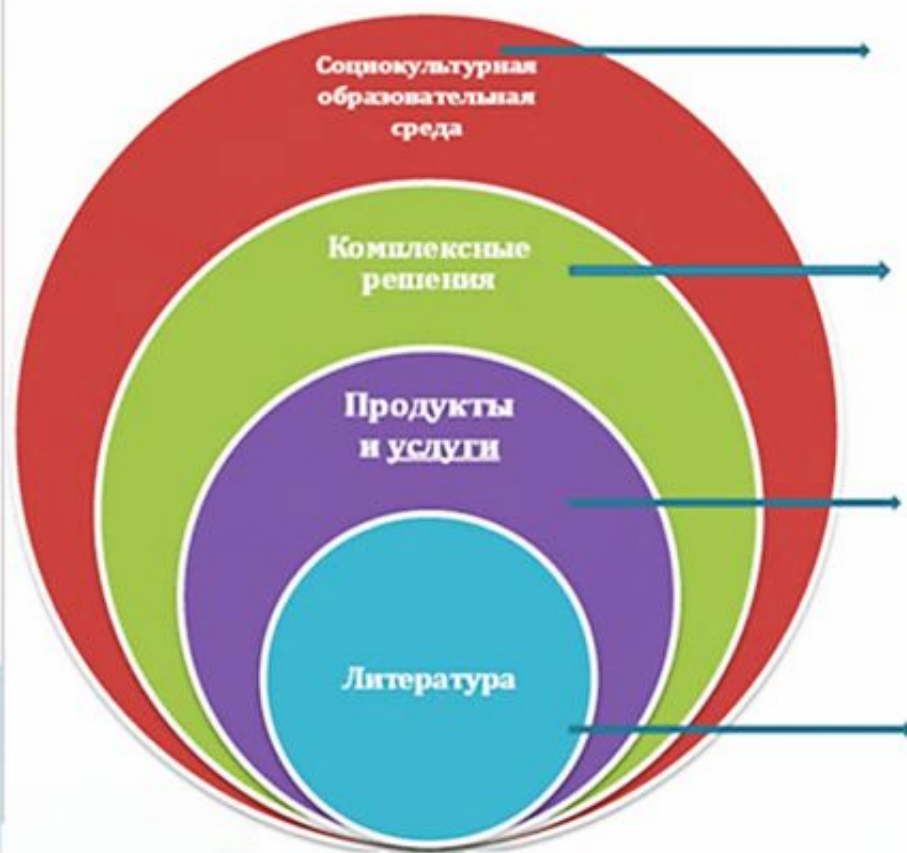 Социокультурная
образовательная
среда
Комплексные
решения
Продукты
и услуги
Литература